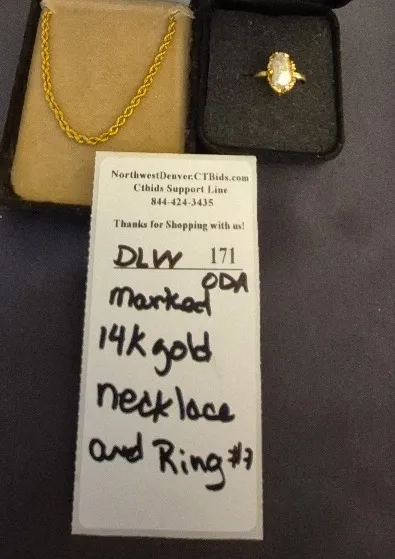 NorthwestDenver.CTBids.com
Ctbids Support Line
844-424-3435
Thanks for Shopping with us!
DLW 171
ODA
marked
14K gold
necklace
and Ring #7